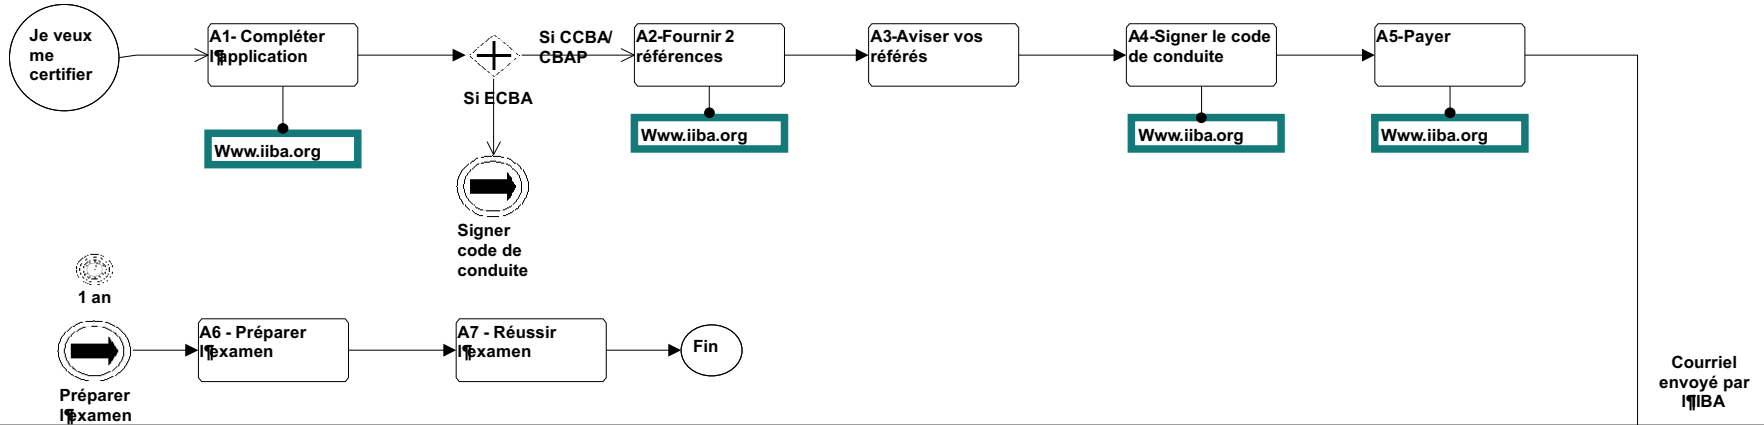 Je veux
me
certifier
A1- Compléter
l¶application
Www.iiba.org
Si CCBA/
CBAP
Si ECBA
Signer
code de
conduite
A2-Fournir 2
références
Www.iiba.org
A3-Aviser vos
référés
A4-Signer le code
de conduite
Www.iiba.org
A5-Payer
Www.iiba.org
1 an
Préparer
l¶examen
A6 - Préparer
l¶examen
A7 - Réussir
l¶examen
Fin
Courriel
envoyé par
l¶IIBA